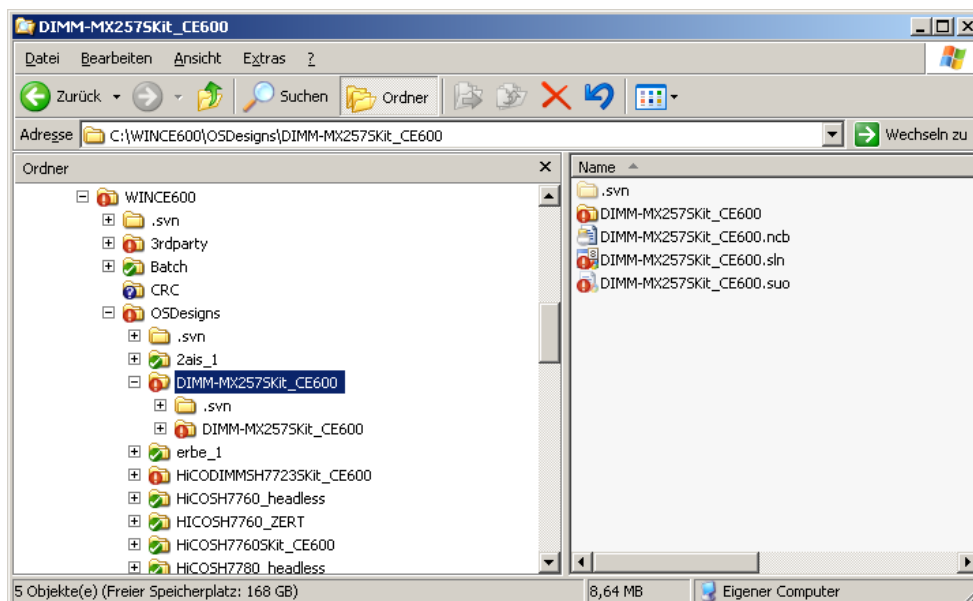 DIMM-MX257SKit_CE600
Datei Bearbeiten Ansicht Extras ?
Zurück Suchen Ordner
Adresse C:\WINCE600\OSDesigns\DIMM-MX257SKit_CE600 Wechseln zu
Ordner x Name
WINCE600
.svn
3rdparty
Batch
CRC
OSDesigns
.svn
2ais_1
DIMM-MX257SKit_CE600
.svn
DIMM-MX257SKit_CE600
erbe_1
HiCODIMMSH7723SKit_CE600
HiCOSH7760_headless
HICOSH7760_ZERT
HiCOSH7760SKit_CE600
HiCOSH7780_headless
.svn
DIMM-MX257SKit_CE600
DIMM-MX257SKit_CE600.ncb
DIMM-MX257SKit_CE600.sln
DIMM-MX257SKit_CE600.suo
5 Objekte(e) (Freier Speicherplatz: 168 GB) 8,64 MB Eigener Computer